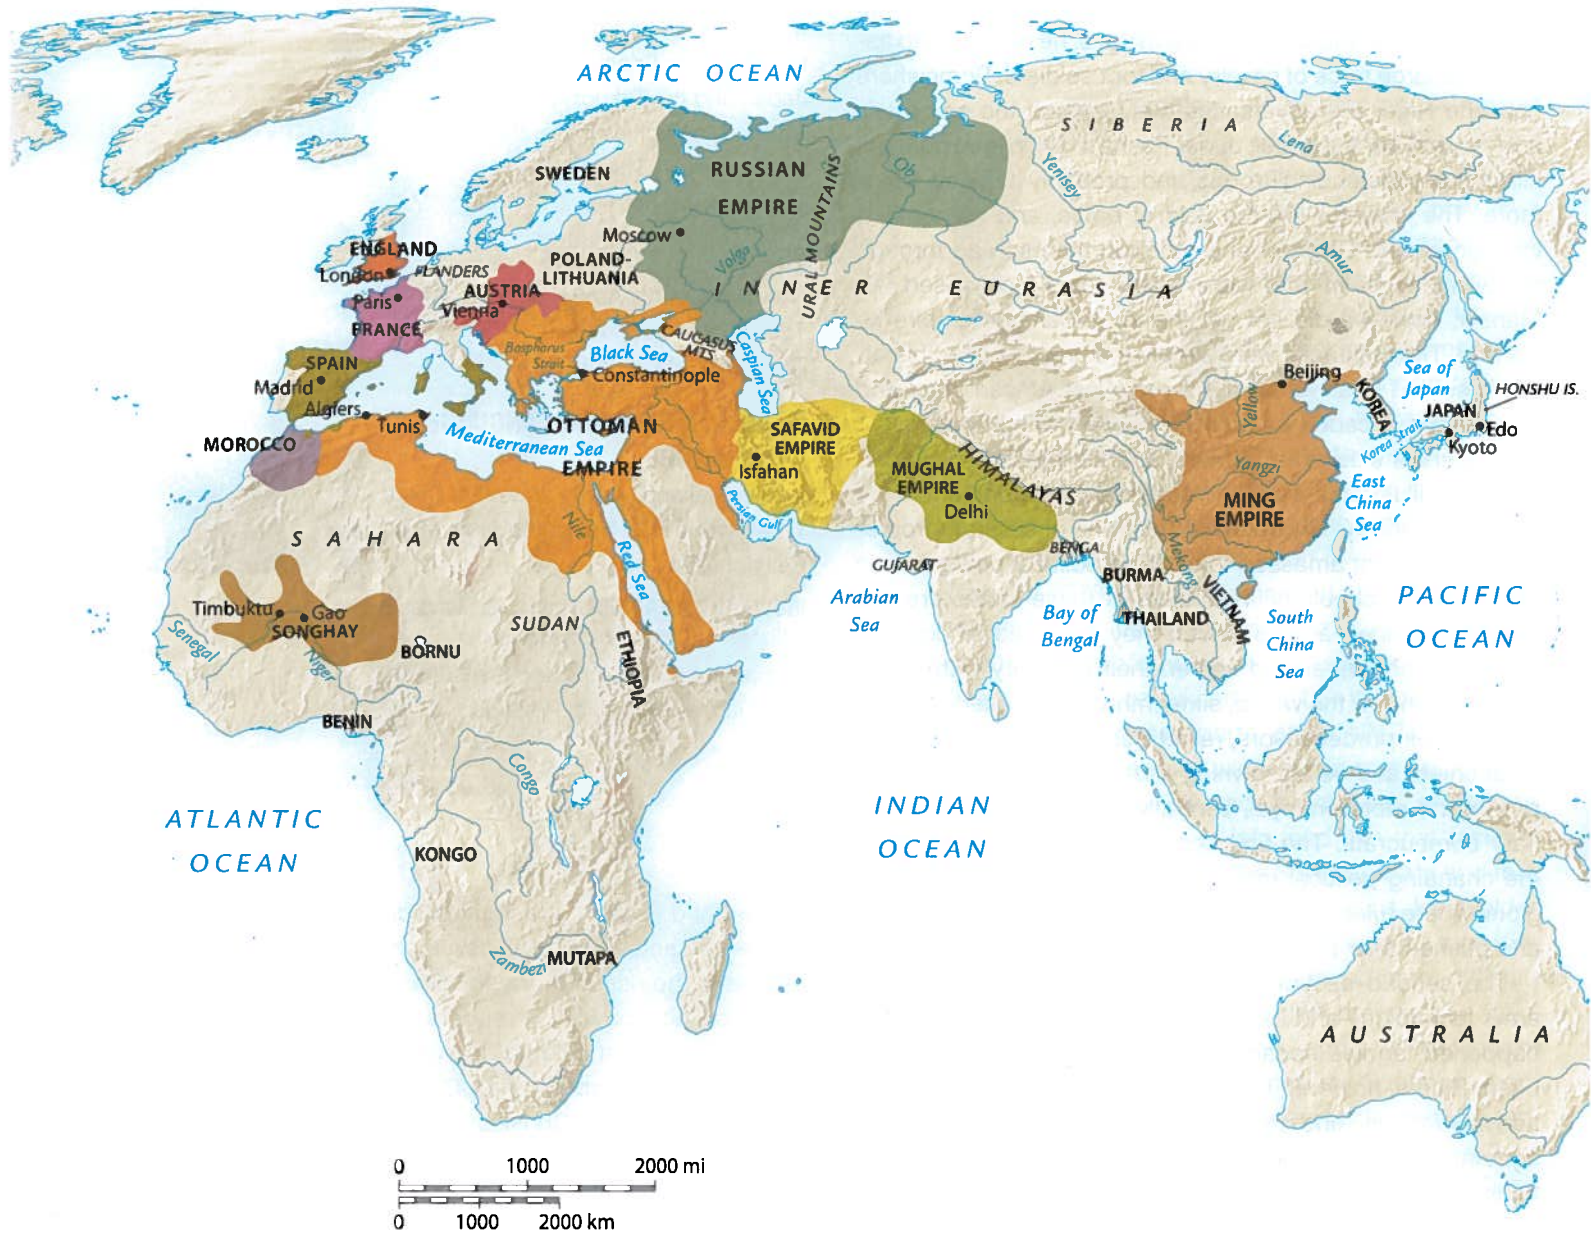 ARCTIC OCEAN
SIBERIA
Lena
Yenisey
Ob
RUSSIAN
EMPIRE
URAL MOUNTAINS
SWEDEN
Moscow
Volga
Amur
ENGLAND
London
FLANDERS
POLAND-
LITHUANIA
AUSTRIA
Vienna
Paris
FRANCE
INNER EURASIA
SPAIN
Madrid
Bosphorus
Strait
Black Sea
CAUCASUS
MTS.
Caspian Sea
Constantinople
Algiers
Tunis
MOROCCO
Mediterranean Sea
OTTOMAN
EMPIRE
SAFAVID
EMPIRE
Isfahan
Persian Gulf
MUGHAL
EMPIRE
Delhi
HIMALAYAS
Beijing
Yellow
KOREA
Sea of
Japan
HONSHU IS.
JAPAN
Edo
Kyoto
Korea Strait
Yangzi
MING
EMPIRE
East
China
Sea
SAHARA
Nile
Red Sea
Timbuktu
Gao
SONGHAY
Senegal
Niger
BORNU
SUDAN
ETHIOPIA
BENIN
GUJARAT
BENGA
Arabian
Sea
Bay of
Bengal
BURMA
Mekong
THAILAND
VIETNAM
South
China
Sea
PACIFIC
OCEAN
ATLANTIC
OCEAN
Congo
KONGO
Zambezi
MUTAPA
INDIAN
OCEAN
AUSTRALIA
0 1000 2000 mi
0 1000 2000 km